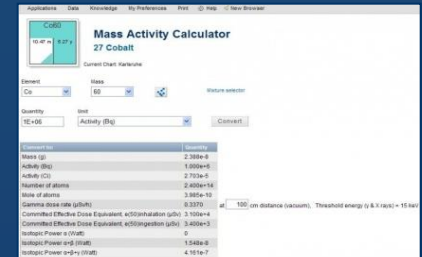 Applications Data Knowledge My Preferences Print Help New Browser
Co60
10.47 m 5.27 y
Mass Activity Calculator
27 Cobalt
Current Chart: Karlsruhe
Element Mass
Co 60 Nuclide selector
Quantity Unit
1E+06 Activity (Bq) Convert
Convert to Quantity
Mass (g) 2.388e-8
Activity (Bq) 1.000e+6
Activity (Ci) 2.703e-5
Number of atoms 2.400e+14
Mole of atoms 3.985e-10
Gamma dose rate (µSv/h) 0.3370 at 100 cm distance (vacuum), Threshold energy (γ & X rays) = 15 keV
Committed Effective Dose Equivalent, e(50)inhalation (µSv) 3.100e+4
Committed Effective Dose Equivalent, e(50)ingestion (µSv) 3.400e+3
Isotopic Power α (Watt) 0
Isotopic Power α+β (Watt) 1.548e-8
Isotopic Power α+β+γ (Watt) 4.161e-7